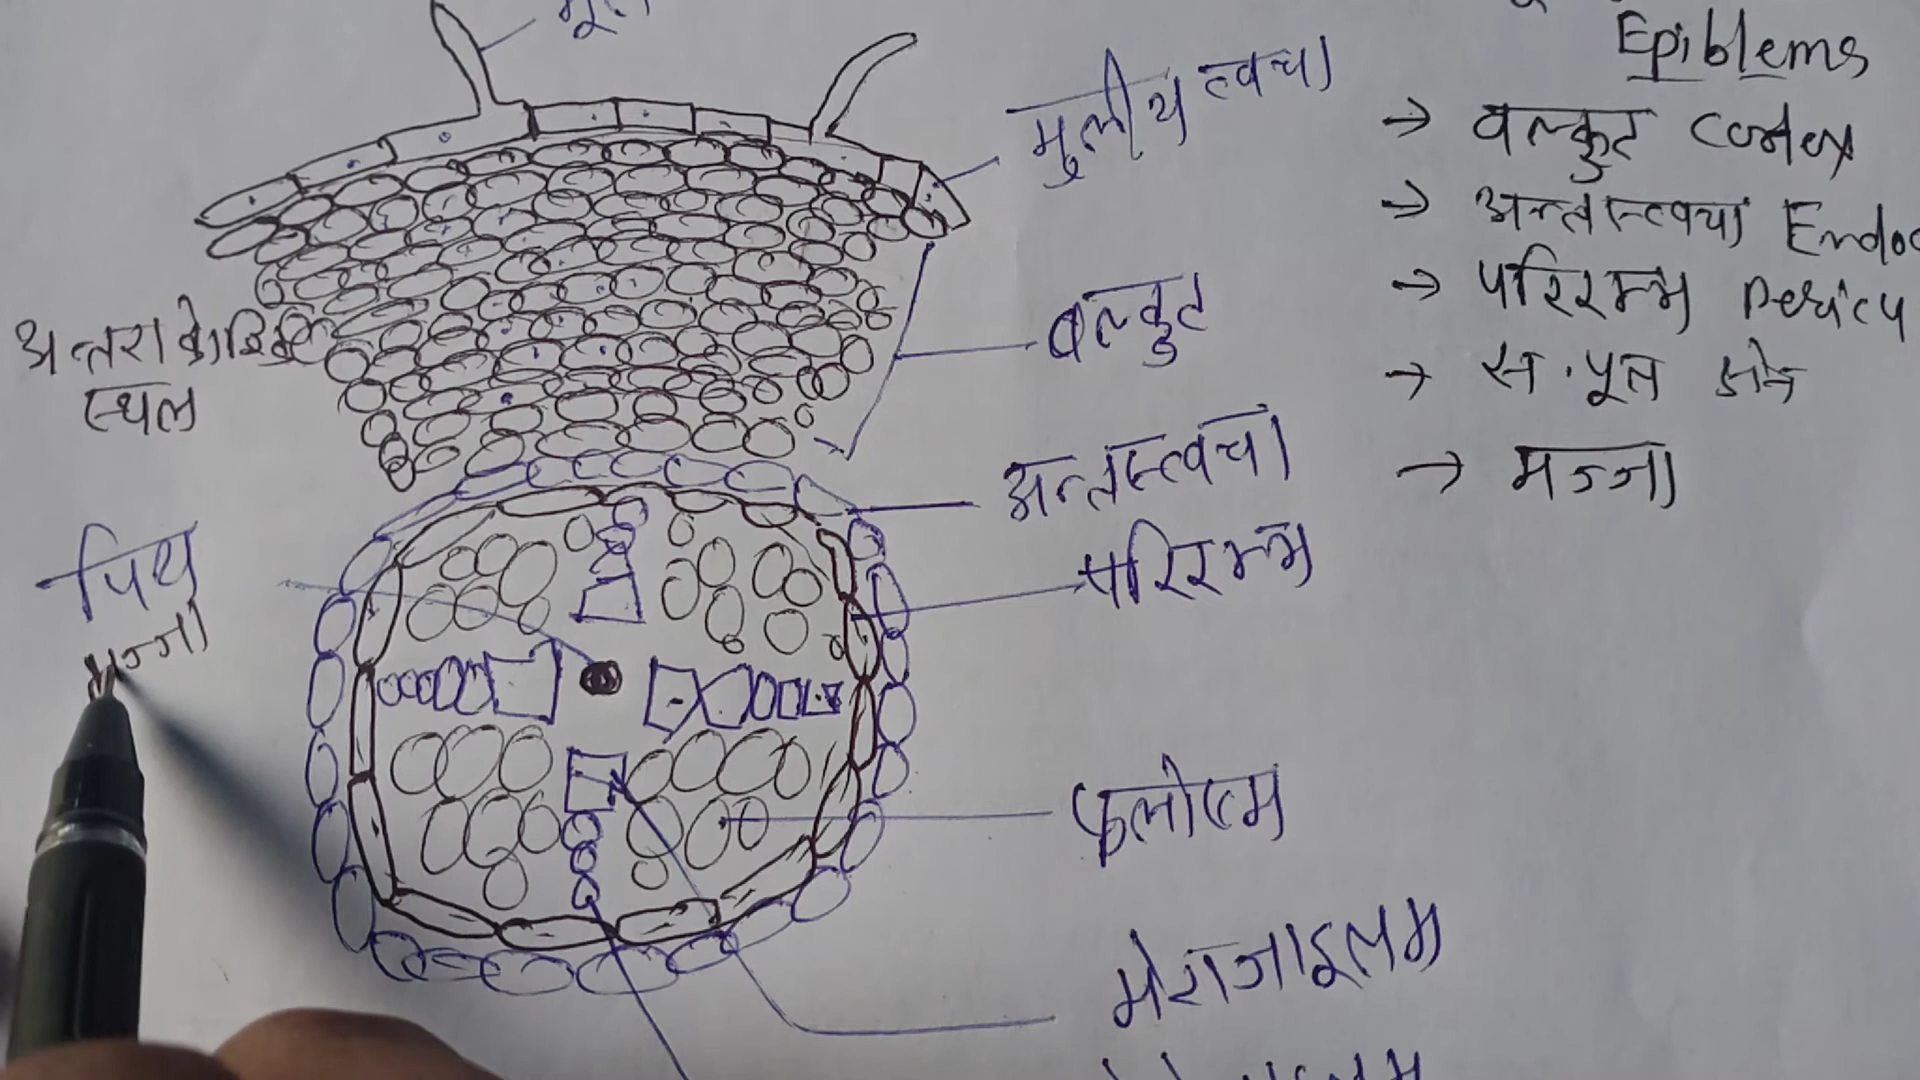 Epiblems
मुलीय त्वचा
→ वल्कुट cortex
→ अन्तस्त्वचा Endo
→ परिरम्भ Pericy
वल्कुट
अन्तराकोशिकि
स्थल
→ स.पूल क्षेत्र
→ मज्जा
अन्तस्त्वचा
पिथ
मज्जा
परिरम्भ
फ्लोएम
मेटाजाइलम